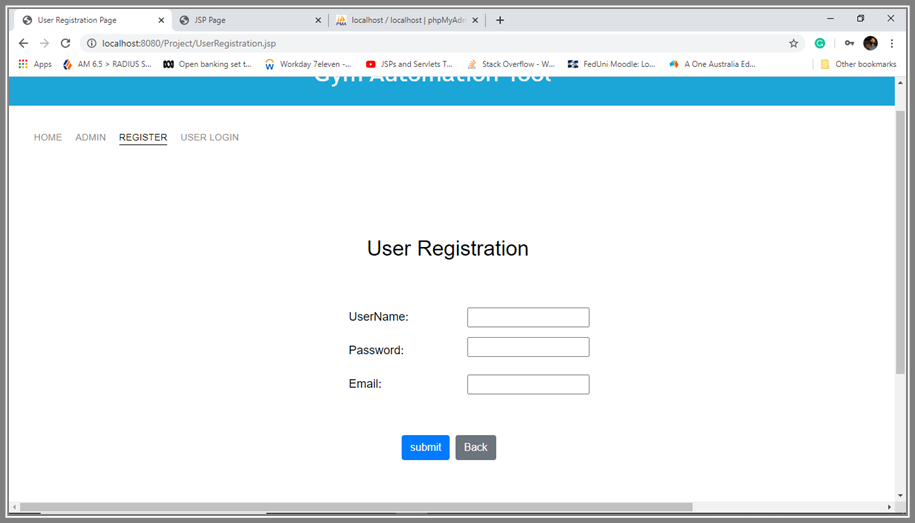 User Registration Page
JSP Page
localhost / localhost | phpMyAdm
localhost:8080/Project/UserRegistration.jsp
Apps
AM 6.5 > RADIUS S...
Open banking set t...
Workday 7eleven -...
JSPs and Servlets T...
Stack Overflow - W...
FedUni Moodle: Lo...
A One Australia Ed...
Other bookmarks
Gym Automation Tool
HOME ADMIN REGISTER USER LOGIN
User Registration
UserName:
Password:
Email:
submit Back